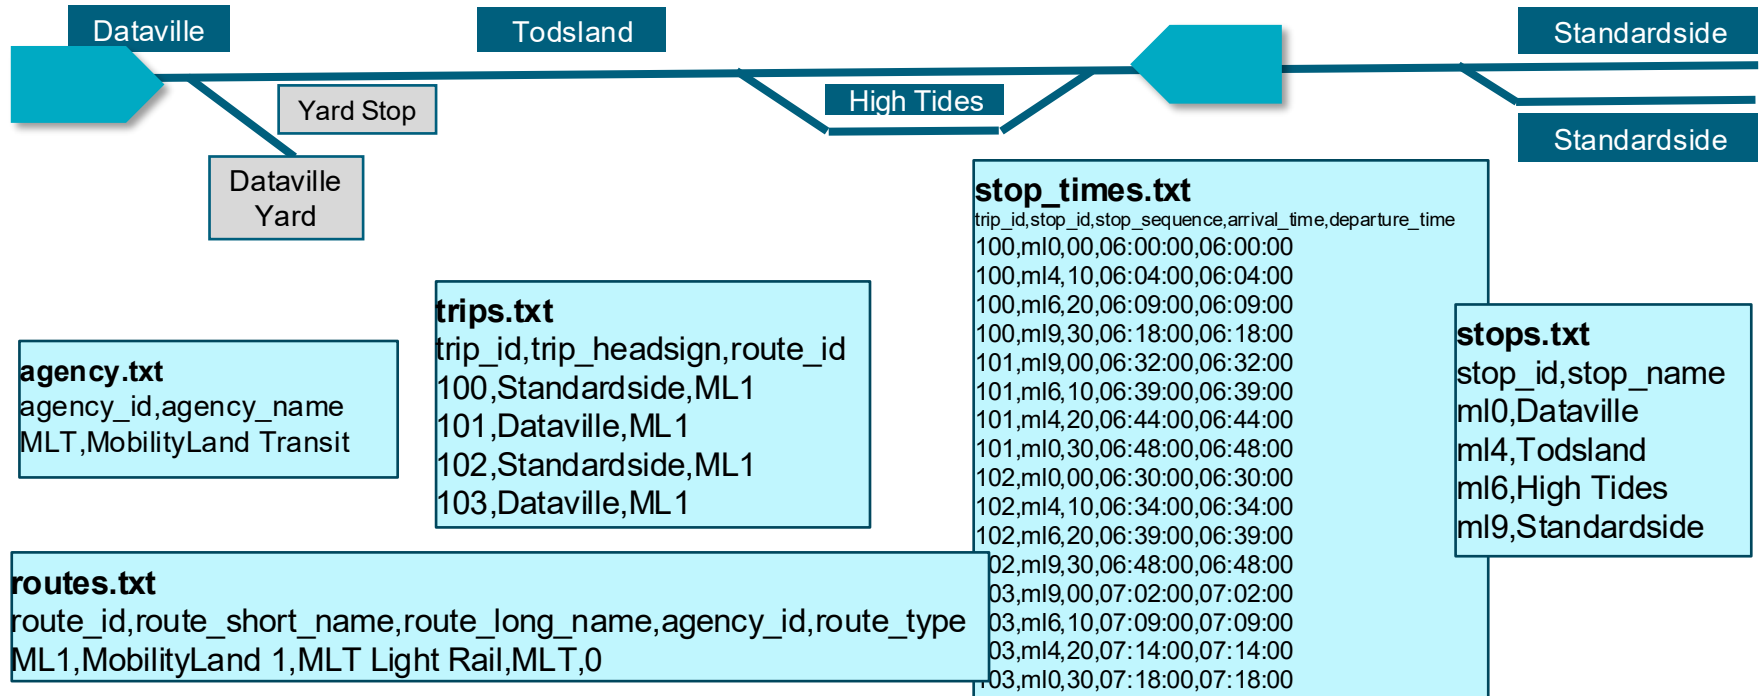 Dataville
Todsland
Standardside
Yard Stop
High Tides
Standardside
Dataville
Yard
stop_times.txt
trip_id,stop_id,stop_sequence,arrival_time,departure_time
100,ml0,00,06:00:00,06:00:00
100,ml4,10,06:04:00,06:04:00
100,ml6,20,06:09:00,06:09:00
100,ml9,30,06:18:00,06:18:00
101,ml9,00,06:32:00,06:32:00
101,ml6,10,06:39:00,06:39:00
101,ml4,20,06:44:00,06:44:00
101,ml0,30,06:48:00,06:48:00
102,ml0,00,06:30:00,06:30:00
102,ml4,10,06:34:00,06:34:00
102,ml6,20,06:39:00,06:39:00
02,ml9,30,06:48:00,06:48:00
03,ml9,00,07:02:00,07:02:00
03,ml6,10,07:09:00,07:09:00
03,ml4,20,07:14:00,07:14:00
03,ml0,30,07:18:00,07:18:00
stops.txt
stop_id,stop_name
ml0,Dataville
ml4,Todsland
ml6,High Tides
ml9,Standardside
trips.txt
trip_id,trip_headsign,route_id
100,Standardside,ML1
101,Dataville,ML1
102,Standardside,ML1
103,Dataville,ML1
agency.txt
agency_id,agency_name
MLT,MobilityLand Transit
routes.txt
route_id,route_short_name,route_long_name,agency_id,route_type
ML1,MobilityLand 1,MLT Light Rail,MLT,0